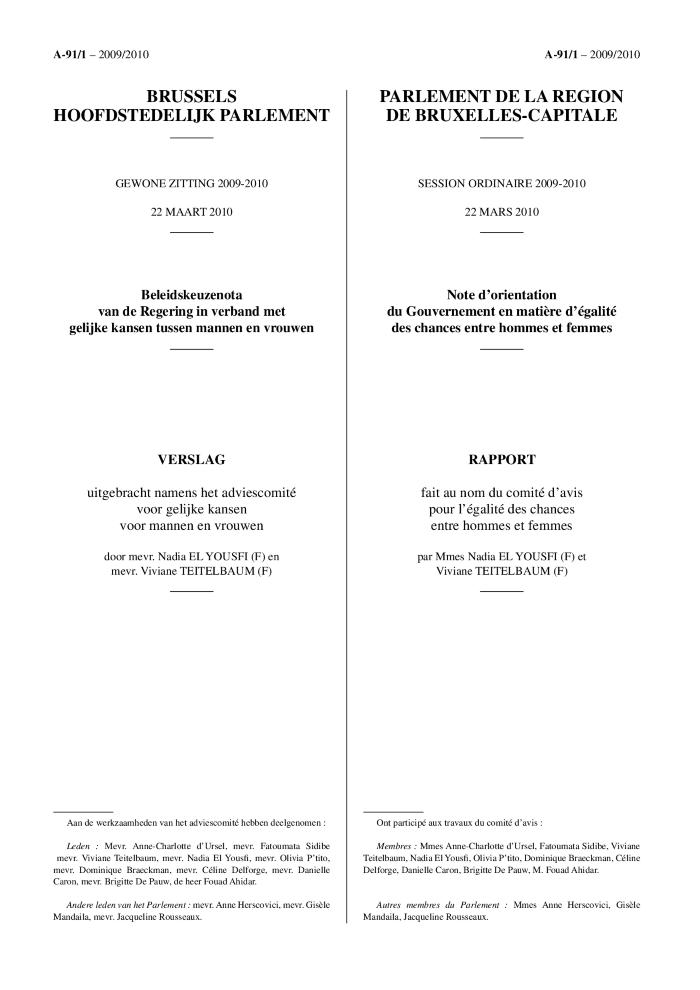 A-91/1 – 2009/2010
A-91/1 – 2009/2010
BRUSSELS
HOOFDSTEDELIJK PARLEMENT
GEWONE ZITTING 2009-2010
22 MAART 2010
Beleidskeuzenota
van de Regering in verband met
gelijke kansen tussen mannen en vrouwen
VERSLAG
uitgebracht namens het adviescomité
voor gelijke kansen
voor mannen en vrouwen
door mevr. Nadia EL YOUSFI (F) en
mevr. Viviane TEITELBAUM (F)
Aan de werkzaamheden van het adviescomité hebben deelgenomen :
Leden : Mevr. Anne-Charlotte d’Ursel, mevr. Fatoumata Sidibe
mevr. Viviane Teitelbaum, mevr. Nadia El Yousfi, mevr. Olivia P’tito,
mevr. Dominique Braeckman, mevr. Céline Delforge, mevr. Danielle
Caron, mevr. Brigitte De Pauw, de heer Fouad Ahidar.
Andere leden van het Parlement : mevr. Anne Herscovici, mevr. Gisèle
Mandaila, mevr. Jacqueline Rousseaux.
PARLEMENT DE LA REGION
DE BRUXELLES-CAPITALE
SESSION ORDINAIRE 2009-2010
22 MARS 2010
Note d’orientation
du Gouvernement en matière d’égalité
des chances entre hommes et femmes
RAPPORT
fait au nom du comité d’avis
pour l’égalité des chances
entre hommes et femmes
par Mmes Nadia EL YOUSFI (F) et
Viviane TEITELBAUM (F)
Ont participé aux travaux du comité d’avis :
Membres : Mmes Anne-Charlotte d’Ursel, Fatoumata Sidibe, Viviane
Teitelbaum, Nadia El Yousfi, Olivia P’tito, Dominique Braeckman, Céline
Delforge, Danielle Caron, Brigitte De Pauw, M. Fouad Ahidar.
Autres membres du Parlement : Mmes Anne Herscovici, Gisèle
Mandaila, Jacqueline Rousseaux.